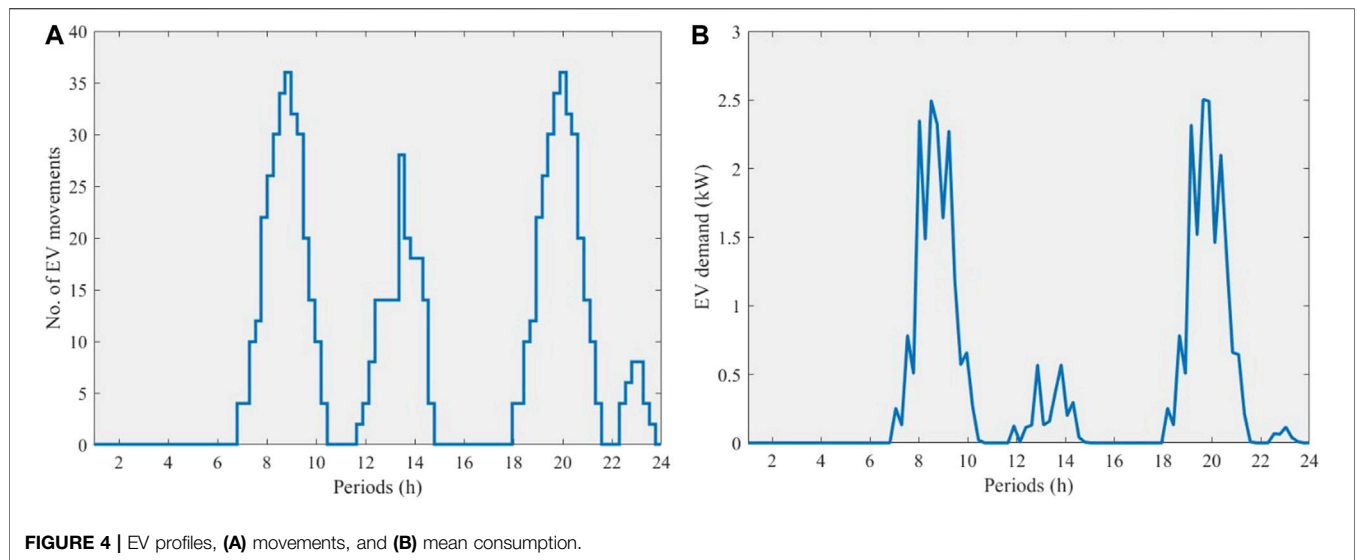 A
No. of EV movements
40
35
30
25
20
15
10
5
0
2 4 6 8 10 12 14 16 18 20 22 24
Periods (h)
B
EV demand (kW)
3
2.5
2
1.5
1
0.5
0
2 4 6 8 10 12 14 16 18 20 22 24
Periods (h)
FIGURE 4 | EV profiles, (A) movements, and (B) mean consumption.